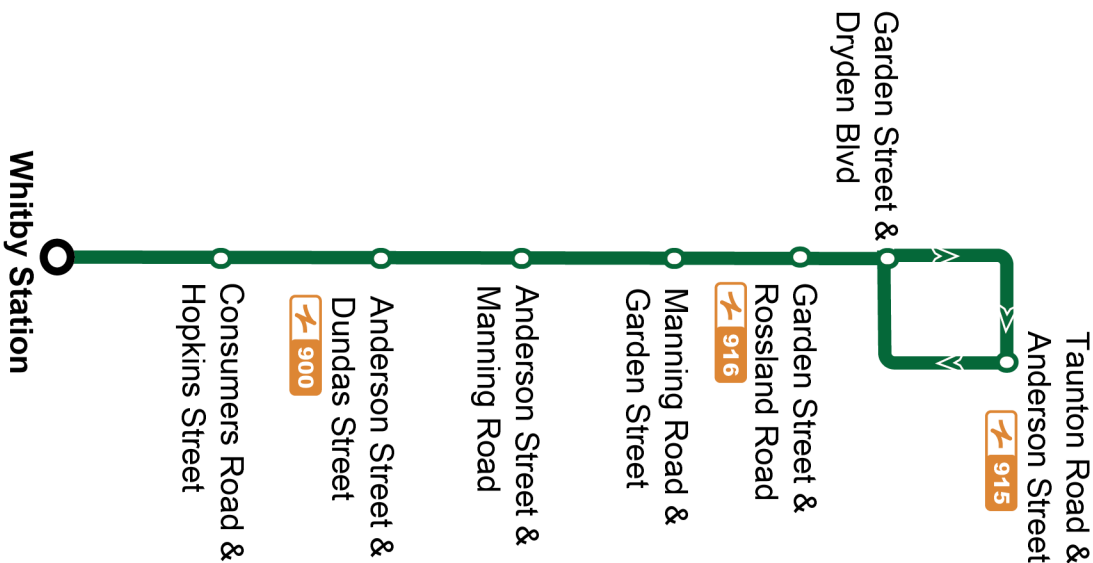 Whitby Station
Consumers Road &
Hopkins Street
Anderson Street &
Dundas Street
900
Anderson Street &
Manning Road
Manning Road &
Garden Street
Garden Street &
Rossland Road
916
Garden Street &
Dryden Blvd
Taunton Road &
Anderson Street
915